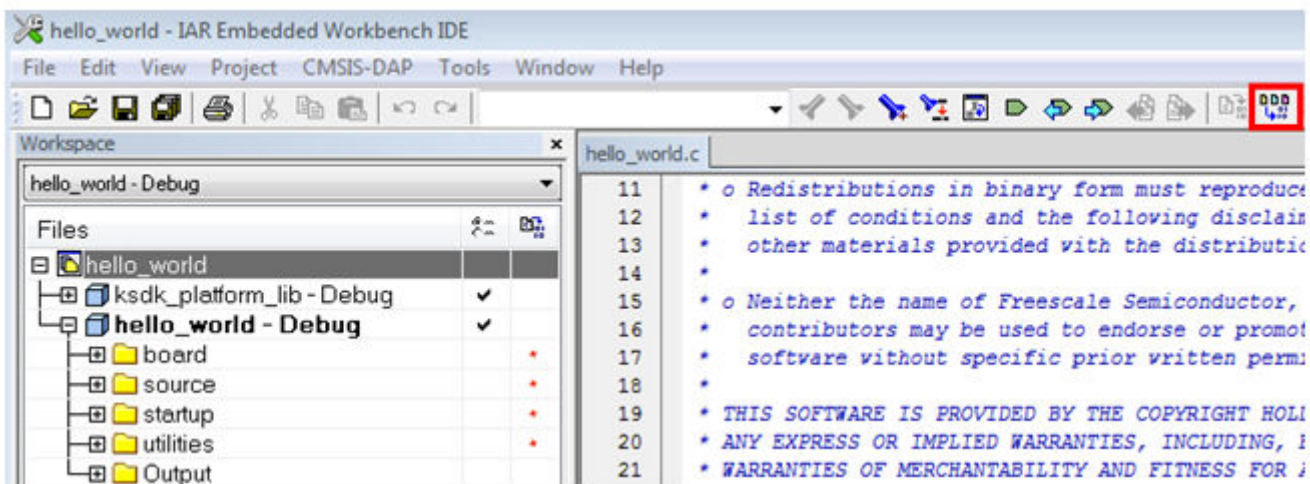 hello_world - IAR Embedded Workbench IDE
File Edit View Project CMSIS-DAP Tools Window Help
Workspace
hello_world - Debug
Files
hello_world
ksdk_platform_lib - Debug
hello_world - Debug
board
source
startup
utilities
Output
hello_world.c
11 * o Redistributions in binary form must reproduce
12 * list of conditions and the following disclaim
13 * other materials provided with the distributio
14 *
15 * o Neither the name of Freescale Semiconductor,
16 * contributors may be used to endorse or promot
17 * software without specific prior written permi
18 *
19 * THIS SOFTWARE IS PROVIDED BY THE COPYRIGHT HOL
20 * ANY EXPRESS OR IMPLIED WARRANTIES, INCLUDING,
21 * WARRANTIES OF MERCHANTABILITY AND FITNESS FOR